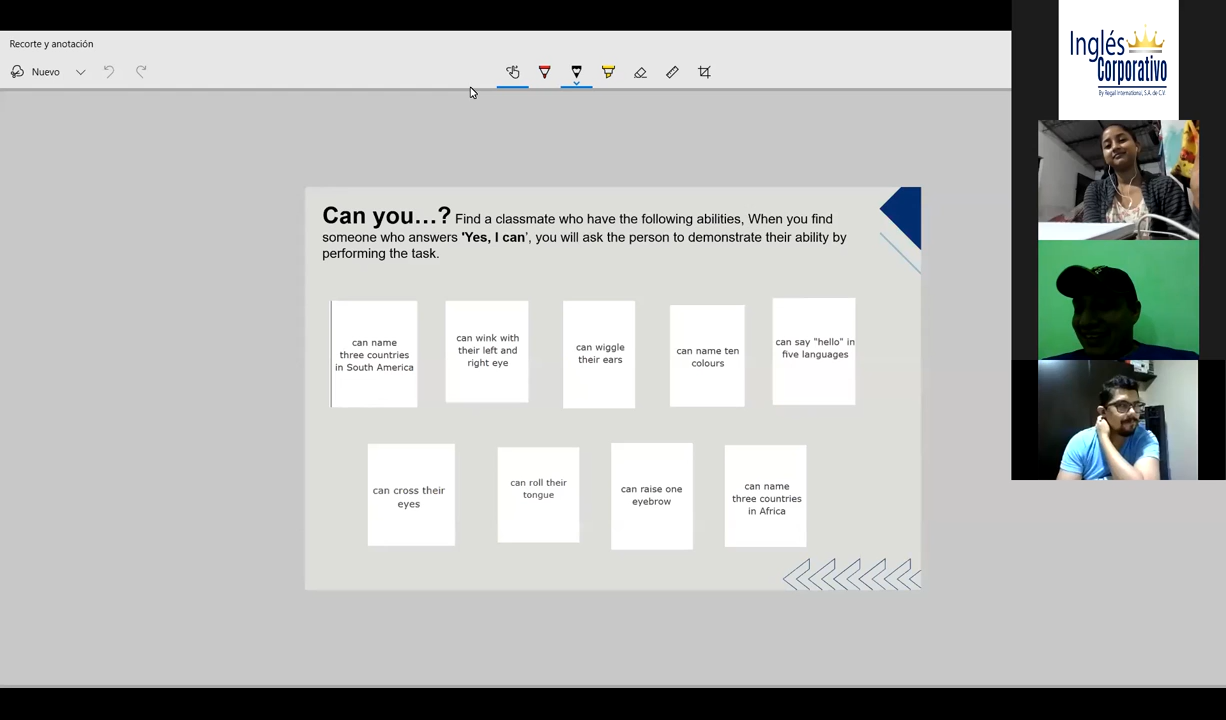 Recorte y anotación
Nuevo
Can you...? Find a classmate who have the following abilities, When you find
someone who answers 'Yes, I can', you will ask the person to demonstrate their ability by
performing the task.
can name
three countries
in South America
can wink with
their left and
right eye
can wiggle
their ears
can name ten
colours
can say "hello" in
five languages
can cross their
eyes
can roll their
tongue
can raise one
eyebrow
can name
three countries
in Africa
Inglés
Corporativo
By Regal International, S.A. de C.V.